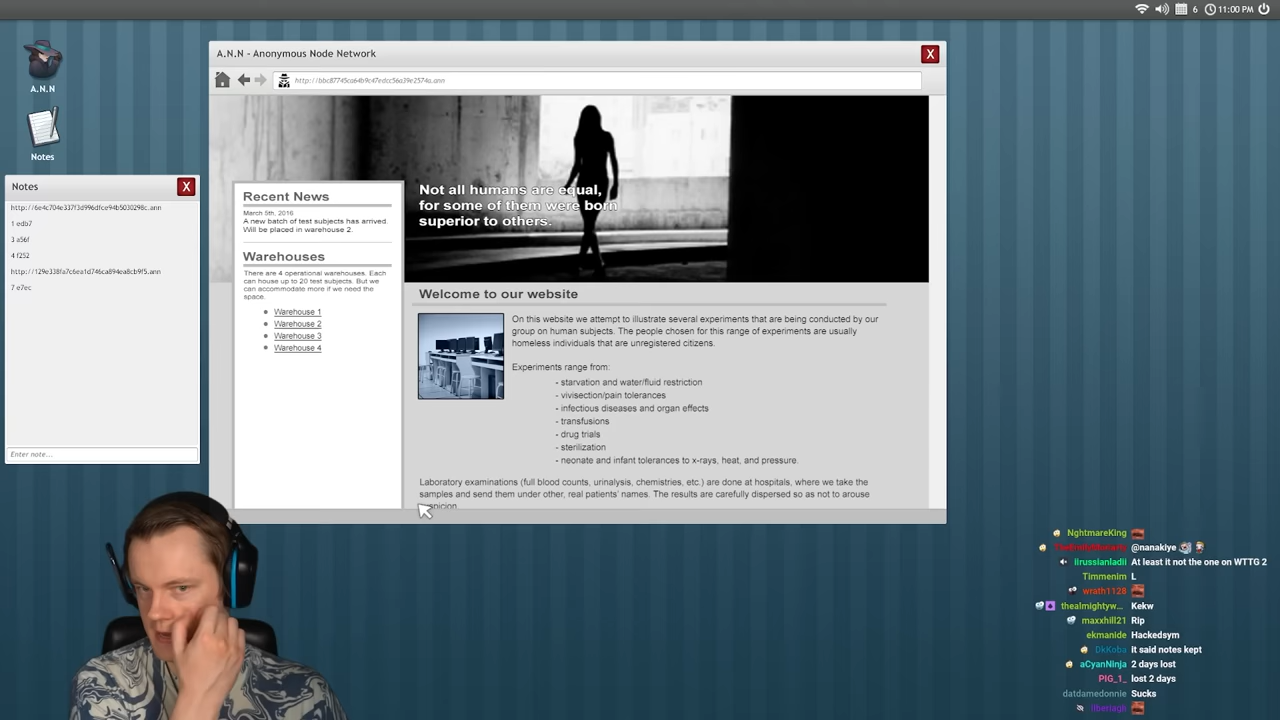 6
11:00 PM
A.N.N
Notes
A.N.N - Anonymous Node Network
X
http://bbc87745ca64b9c47edcc56a39e2574a.ann
Notes
X
http://6e4c704e337f3d996dfce94b5030298c.ann
1 edb7
3 a56f
4 f252
http://129e338fa7c6ea1d746ca894ea8cb9f5.ann
7 e7ec
Enter note...
Not all humans are equal,
for some of them were born
superior to others.
Recent News
March 5th, 2016
A new batch of test subjects has arrived.
Will be placed in warehouse 2.
Warehouses
There are 4 operational warehouses. Each
can house up to 20 test subjects. But we
can accommodate more if we need the
space.
Warehouse 1
Warehouse 2
Warehouse 3
Warehouse 4
Welcome to our website
On this website we attempt to illustrate several experiments that are being conducted by our
group on human subjects. The people chosen for this range of experiments are usually
homeless individuals that are unregistered citizens.
Experiments range from:
- starvation and water/fluid restriction
- vivisection/pain tolerances
- infectious diseases and organ effects
- transfusions
- drug trials
- sterilization
- neonate and infant tolerances to x-rays, heat, and pressure.
Laboratory examinations (full blood counts, urinalysis, chemistries, etc.) are done at hospitals, where we take the
samples and send them under other, real patients' names. The results are carefully dispersed so as not to arouse
NghtmareKing
@nanakiye
iirussianladii At least it not the one on WTTG 2
Timmenim L
wrath1128
thealmightyw... Kekw
maxxhill21 Rip
ekmanide Hackedsym
DkKoba it said notes kept
aCyanNinja 2 days lost
PIG_1_ lost 2 days
datdamedonnie Sucks